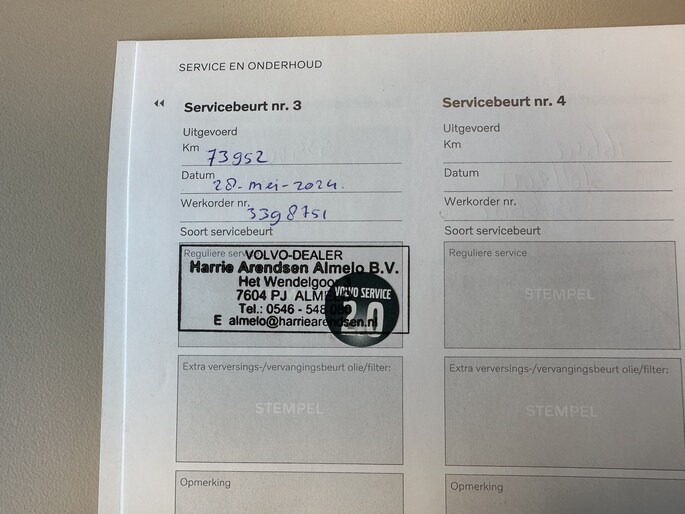 SERVICE EN ONDERHOUD
Servicebeurt nr. 3
Uitgevoerd
Km 73952
Datum 28-mei-2024.
Werkorder nr. 3398751
Soort servicebeurt
Reguliere
VOLVO-DEALER
Harrie Arendsen Almelo B.V.
Het
7604 PJ
Tel.: 0546 -
E almelo@harriearendsen.nl
VOLVO SERVICE
2.0
Extra verversings-/vervangingsbeurt olie/filter:
STEMPEL
Opmerking
Servicebeurt nr. 4
Uitgevoerd
Km
Datum
Werkorder nr.
Soort servicebeurt
Reguliere service
STEMPEL
Extra verversings-/vervangingsbeurt olie/filter:
STEMPEL
Opmerking